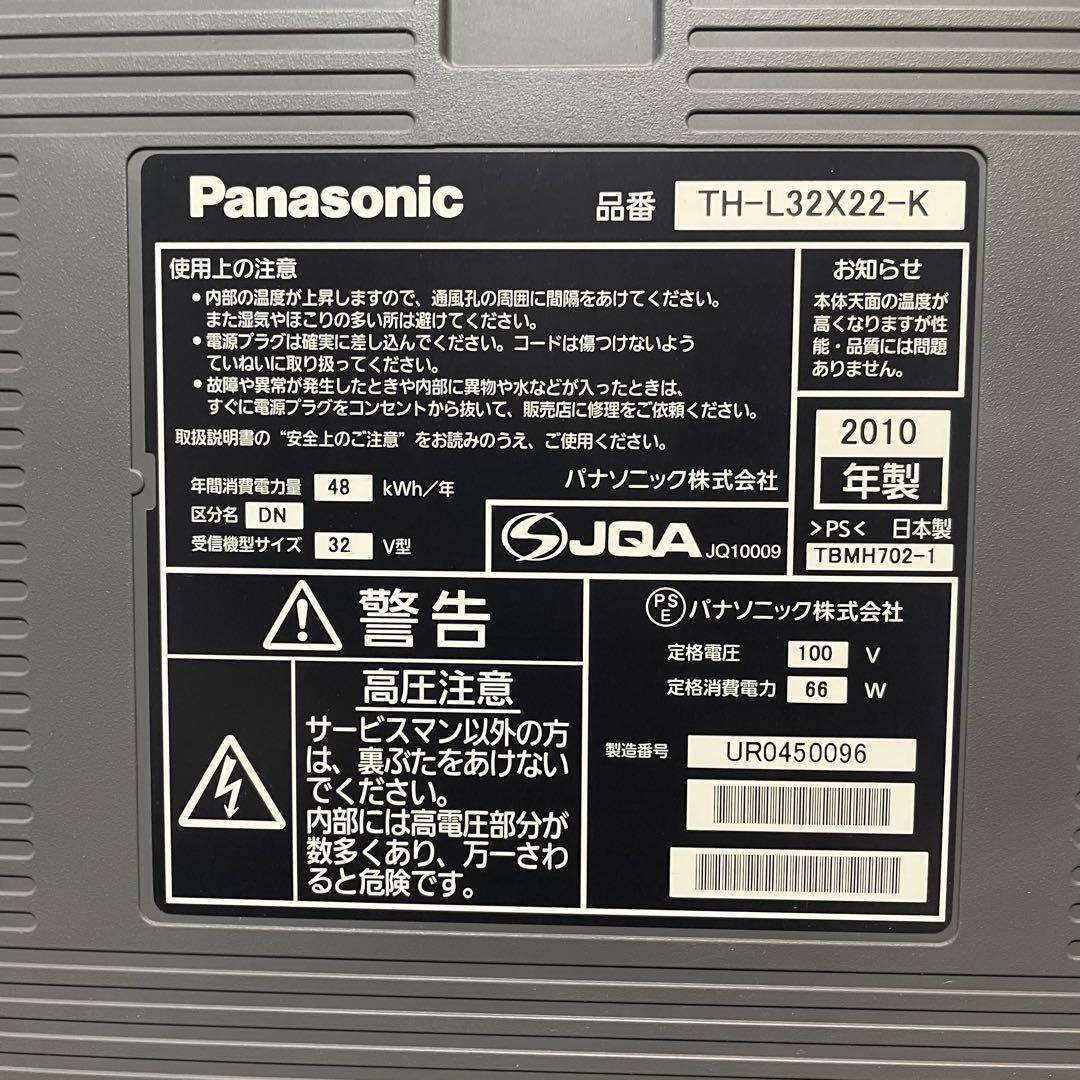 Panasonic
品番 TH-L32X22-K
使用上の注意
●内部の温度が上昇しますので、通風孔の周囲に間隔をあけてください。
また湿気やほこりの多い所は避けてください。
●電源プラグは確実に差し込んでください。コードは傷つけないよう
ていねいに取り扱ってください。
●故障や異常が発生したときや内部に異物や水などが入ったときは、
すぐに電源プラグをコンセントから抜いて、販売店に修理をご依頼ください。
取扱説明書の“安全上のご注意”をお読みのうえ、ご使用ください。
パナソニック株式会社
年間消費電力量 48 kWh/年
区分名 DN
受信機型サイズ 32 V型
JQA JQ10009
お知らせ
本体天面の温度が
高くなりますが性
能・品質には問題
ありません。
2010
年製
>PS< 日本製
TBMH702-1
警告
高圧注意
サービスマン以外の方
は、裏ぶたをあけない
でください。
内部には高電圧部分が
数多くあり、万一さわ
ると危険です。
PSE パナソニック株式会社
定格電圧 100 V
定格消費電力 66 W
製造番号 UR0450096